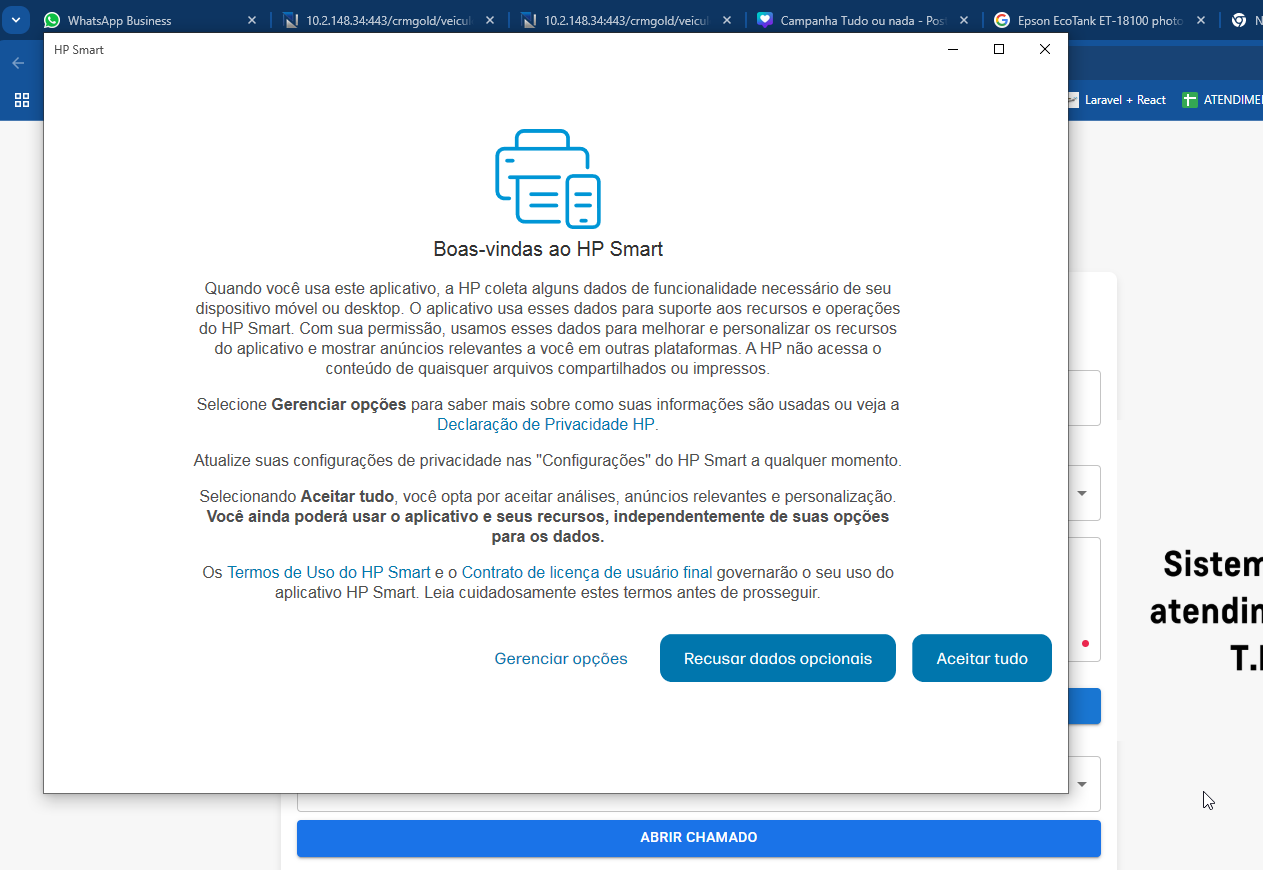 WhatsApp Business
10.2.148.34:443/crmgold/veicul
10.2.148.34:443/crmgold/veicul
Campanha Tudo ou nada - Pos
Epson EcoTank ET-18100 photo
HP Smart
Laravel + React
ATENDIME
Boas-vindas ao HP Smart
Quando você usa este aplicativo, a HP coleta alguns dados de funcionalidade necessário de seu
dispositivo móvel ou desktop. O aplicativo usa esses dados para suporte aos recursos e operações
do HP Smart. Com sua permissão, usamos esses dados para melhorar e personalizar os recursos
do aplicativo e mostrar anúncios relevantes a você em outras plataformas. A HP não acessa o
conteúdo de quaisquer arquivos compartilhados ou impressos.
Selecione Gerenciar opções para saber mais sobre como suas informações são usadas ou veja a
Declaração de Privacidade HP.
Atualize suas configurações de privacidade nas "Configurações" do HP Smart a qualquer momento.
Selecionando Aceitar tudo, você opta por aceitar análises, anúncios relevantes e personalização.
Você ainda poderá usar o aplicativo e seus recursos, independentemente de suas opções
para os dados.
Os Termos de Uso do HP Smart e o Contrato de licença de usuário final governarão o seu uso do
aplicativo HP Smart. Leia cuidadosamente estes termos antes de prosseguir.
Gerenciar opções
Recusar dados opcionais
Aceitar tudo
Sistem
atendin
T.
ABRIR CHAMADO